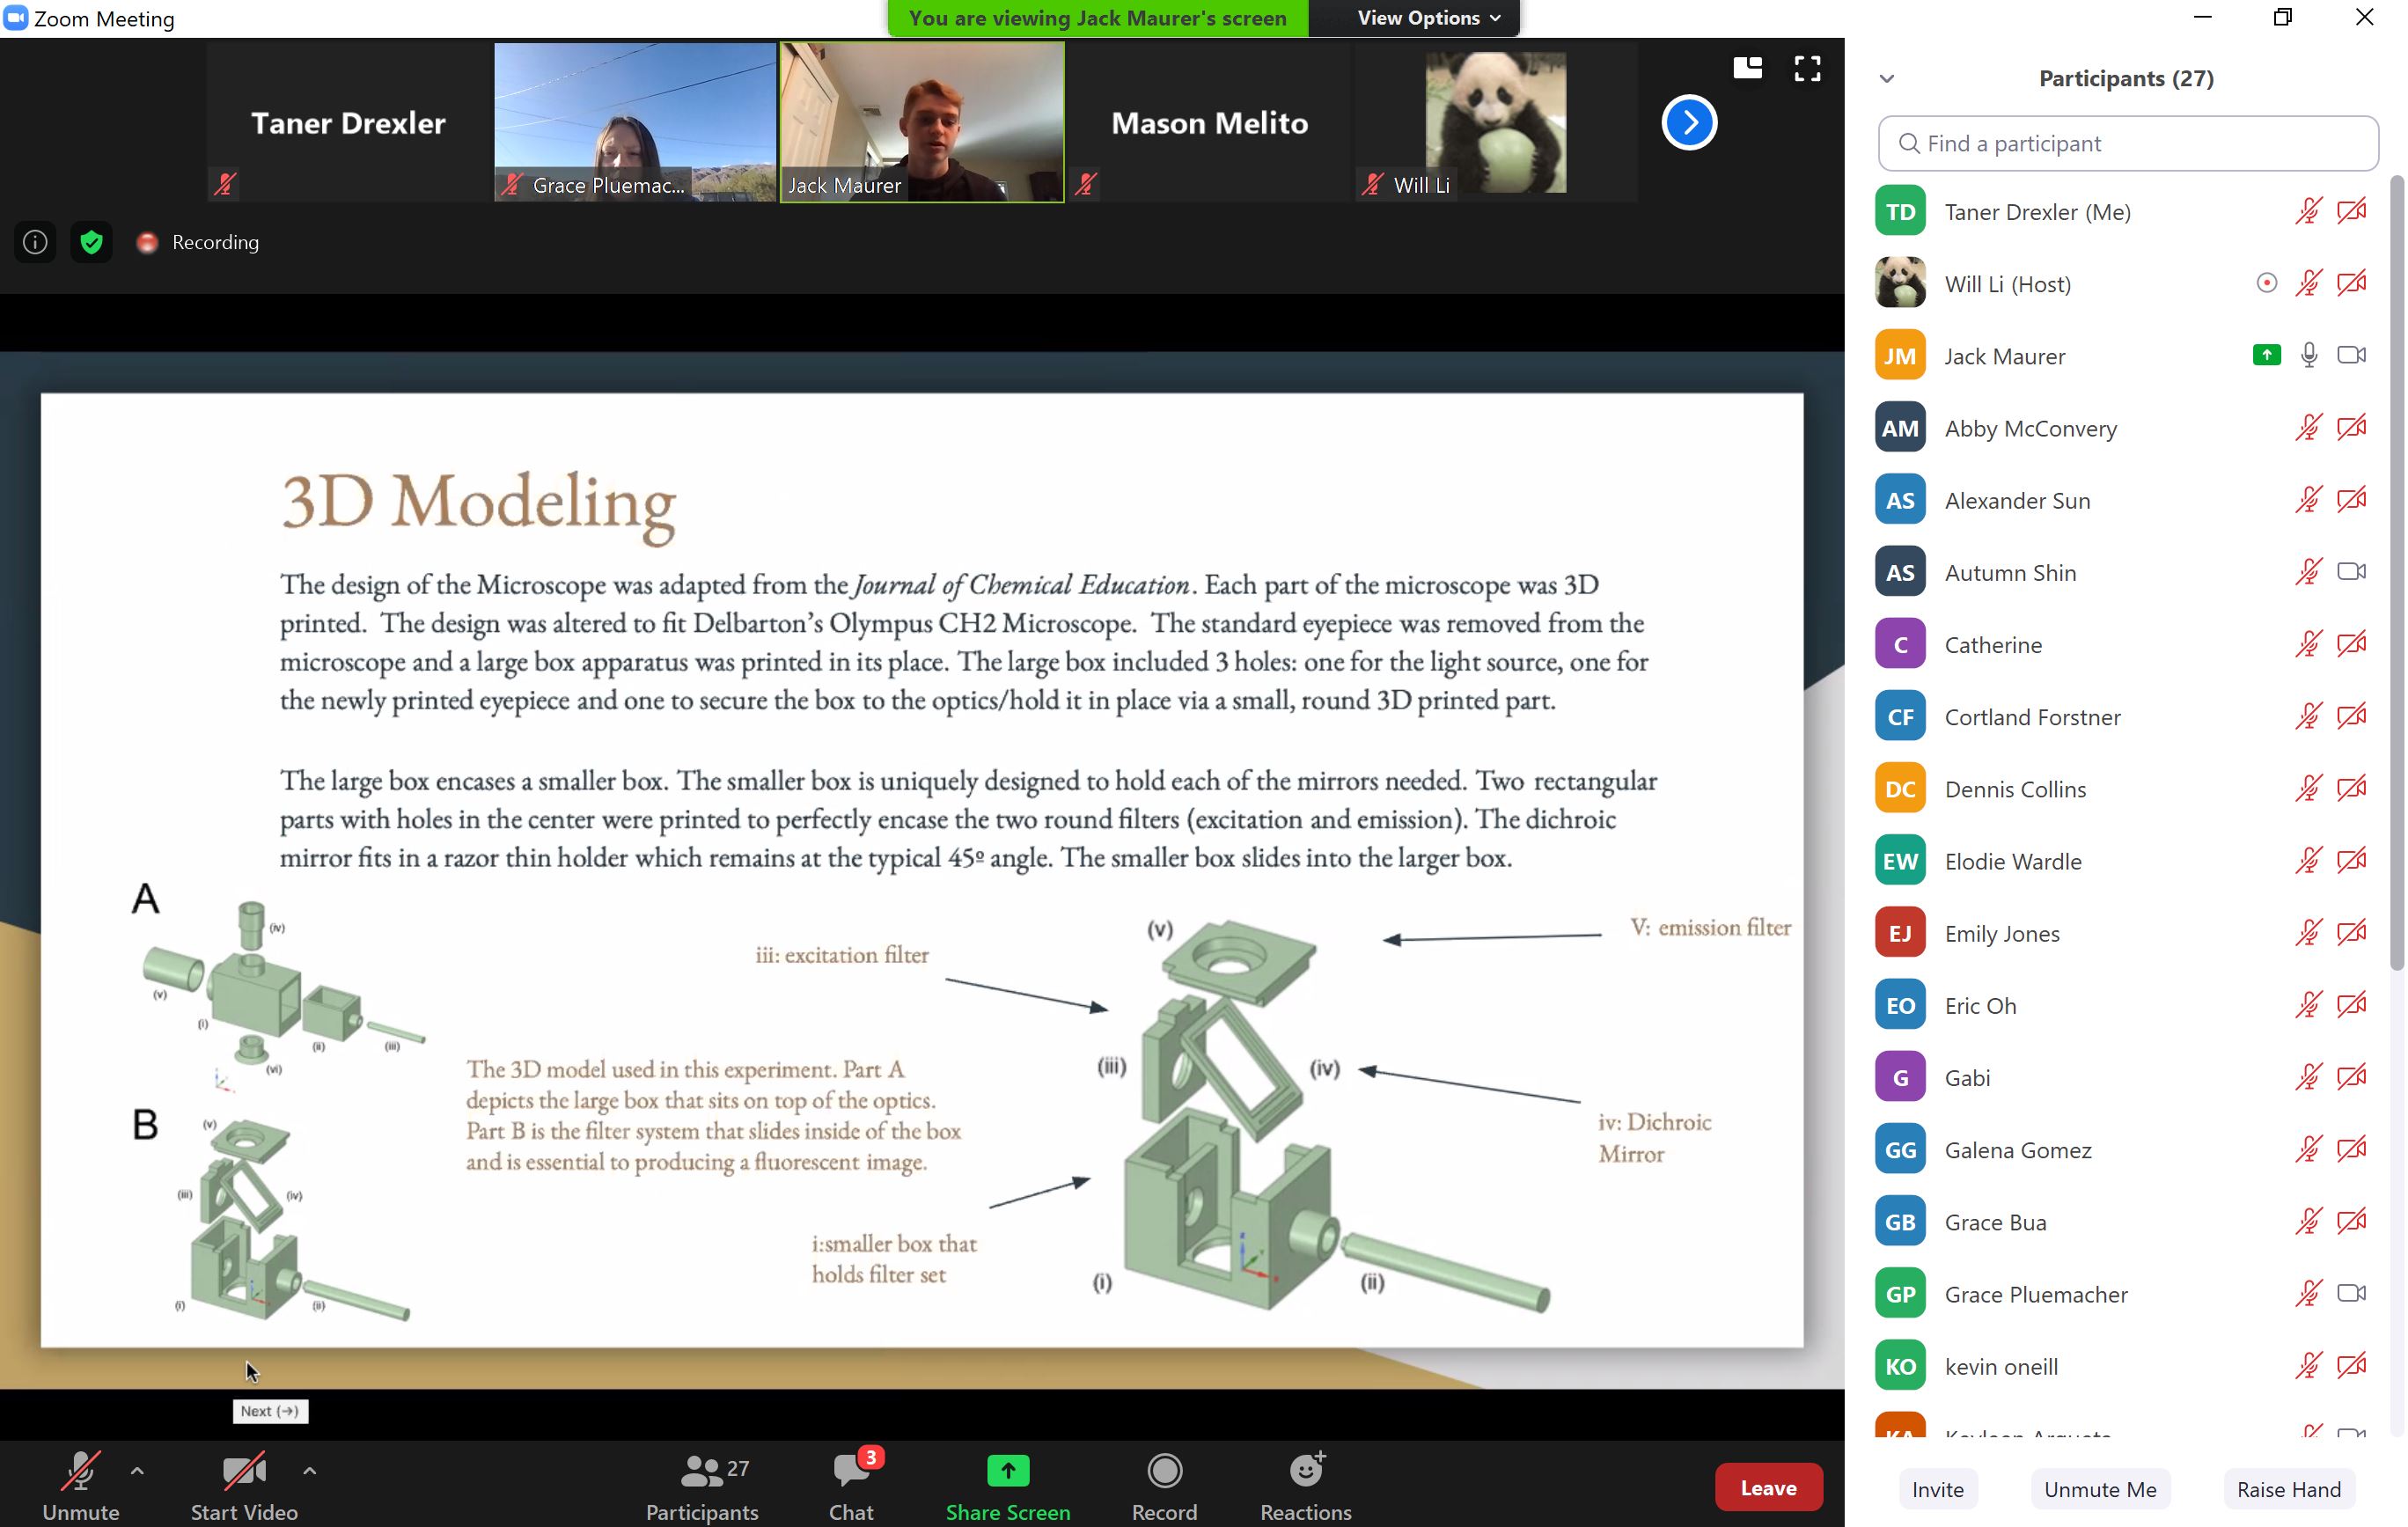 Zoom Meeting
You are viewing Jack Maurer's screen
View Options
Taner Drexler
Grace Pluemac...
Jack Maurer
Mason Melito
Will Li
Recording
3D Modeling
The design of the Microscope was adapted from the Journal of Chemical Education. Each part of the microscope was 3D
printed. The design was altered to fit Delbarton's Olympus CH2 Microscope. The standard eyepiece was removed from the
microscope and a large box apparatus was printed in its place. The large box included 3 holes: one for the light source, one for
the newly printed eyepiece and one to secure the box to the optics/hold it in place via a small, round 3D printed part.
The large box encases a smaller box. The smaller box is uniquely designed to hold each of the mirrors needed. Two rectangular
parts with holes in the center were printed to perfectly encase the two round filters (excitation and emission). The dichroic
mirror fits in a razor thin holder which remains at the typical 45º angle. The smaller box slides into the larger box.
A
(iv)
(v)
(i)
(ii)
(iii)
(vi)
B
(v)
(iii)
(iv)
(i)
(ii)
The 3D model used in this experiment. Part A
depicts the large box that sits on top of the optics.
Part B is the filter system that slides inside of the box
and is essential to producing a fluorescent image.
iii: excitation filter
i:smaller box that
holds filter set
(v)
(iii)
(iv)
(i)
(ii)
V: emission filter
iv: Dichroic
Mirror
Next (→)
Unmute
Start Video
27
Participants
3
Chat
Share Screen
Record
Reactions
Leave
Participants (27)
Find a participant
TD Taner Drexler (Me)
Will Li (Host)
JM Jack Maurer
AM Abby McConvery
AS Alexander Sun
AS Autumn Shin
C Catherine
CF Cortland Forstner
DC Dennis Collins
EW Elodie Wardle
EJ Emily Jones
EO Eric Oh
G Gabi
GG Galena Gomez
GB Grace Bua
GP Grace Pluemacher
KO kevin oneill
KA
Invite
Unmute Me
Raise Hand